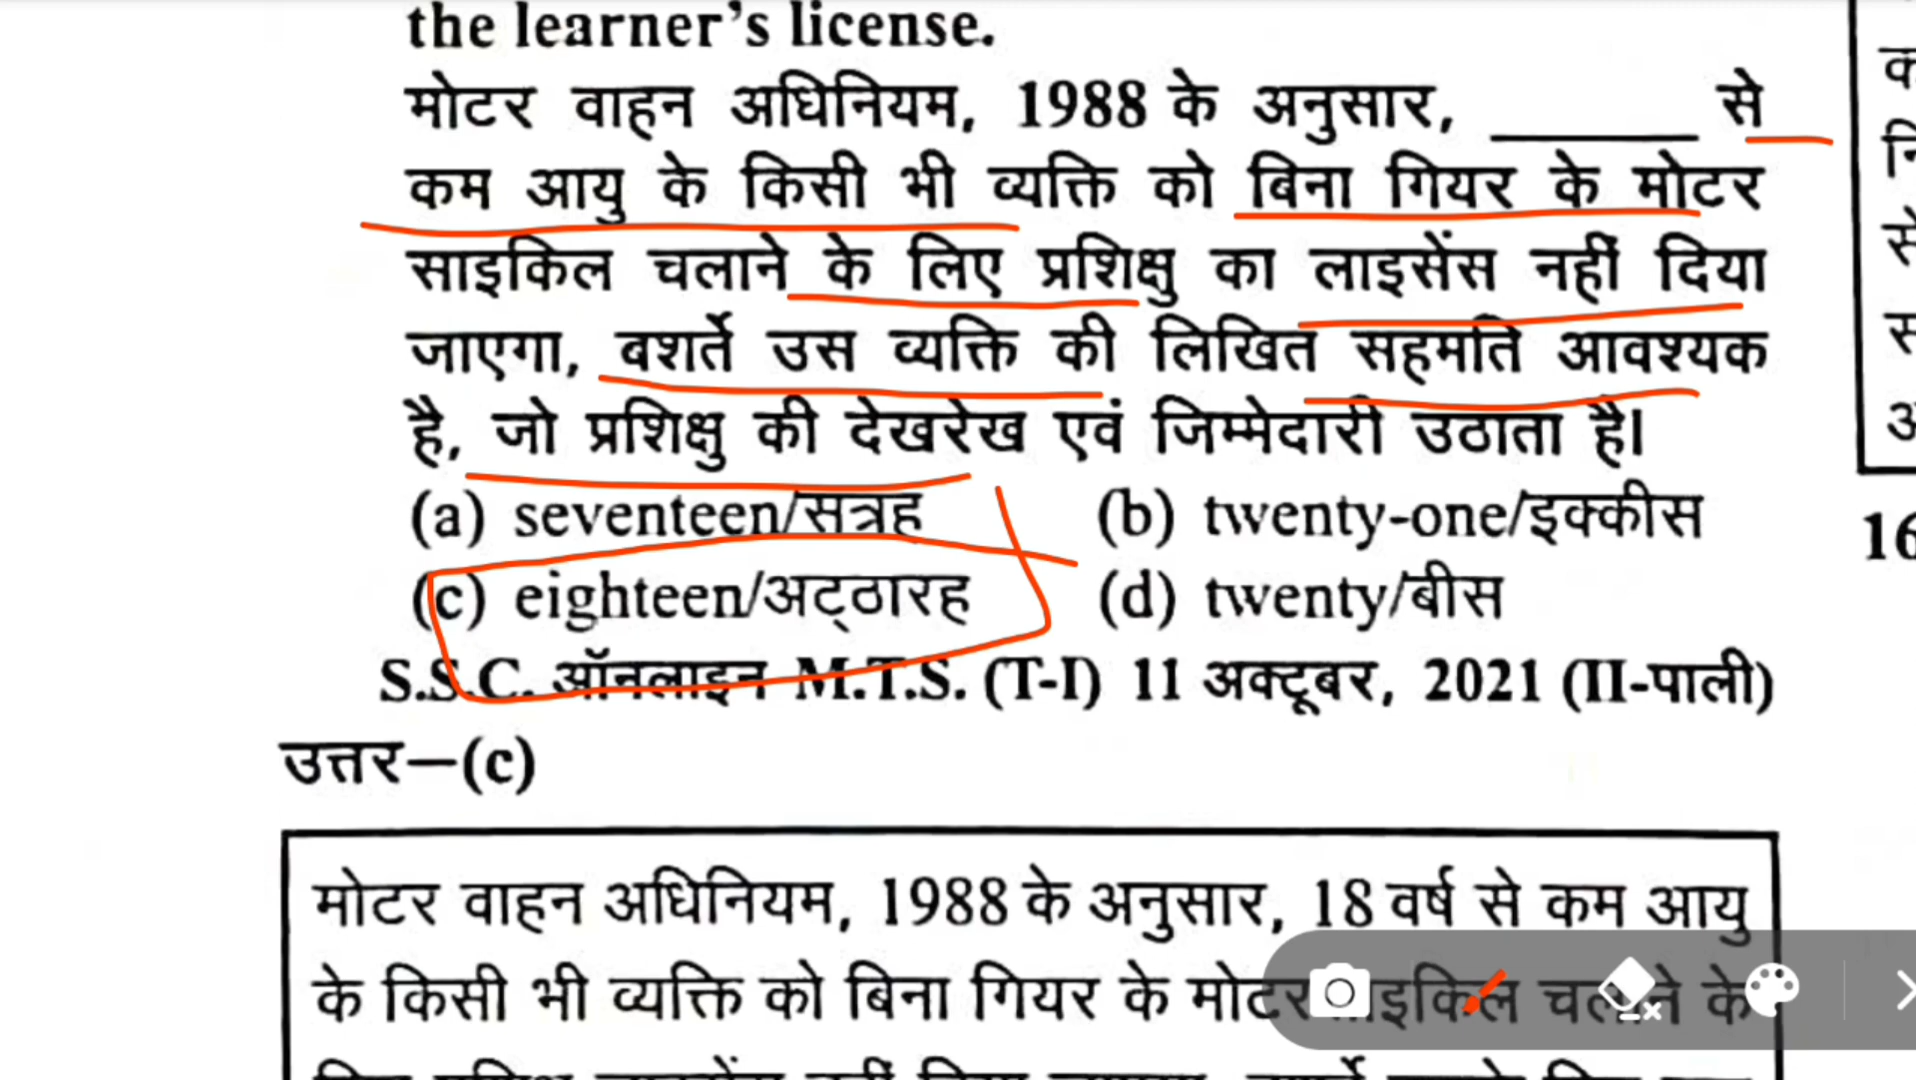 the learner's license.
मोटर वाहन अधिनियम, 1988 के अनुसार, ________ से
कम आयु के किसी भी व्यक्ति को बिना गियर के मोटर
साइकिल चलाने के लिए प्रशिक्षु का लाइसेंस नहीं दिया
जाएगा, बशर्ते उस व्यक्ति की लिखित सहमति आवश्यक
है, जो प्रशिक्षु की देखरेख एवं जिम्मेदारी उठाता है।
(a) seventeen/सत्रह (b) twenty-one/इक्कीस
(c) eighteen/अट्ठारह (d) twenty/बीस
S.S.C. ऑनलाइन M.T.S. (T-I) 11 अक्टूबर, 2021 (II-पाली)
उत्तर—(c)
मोटर वाहन अधिनियम, 1988 के अनुसार, 18 वर्ष से कम आयु
के किसी भी व्यक्ति को बिना गियर के मोटर साइकिल चलाने के
16